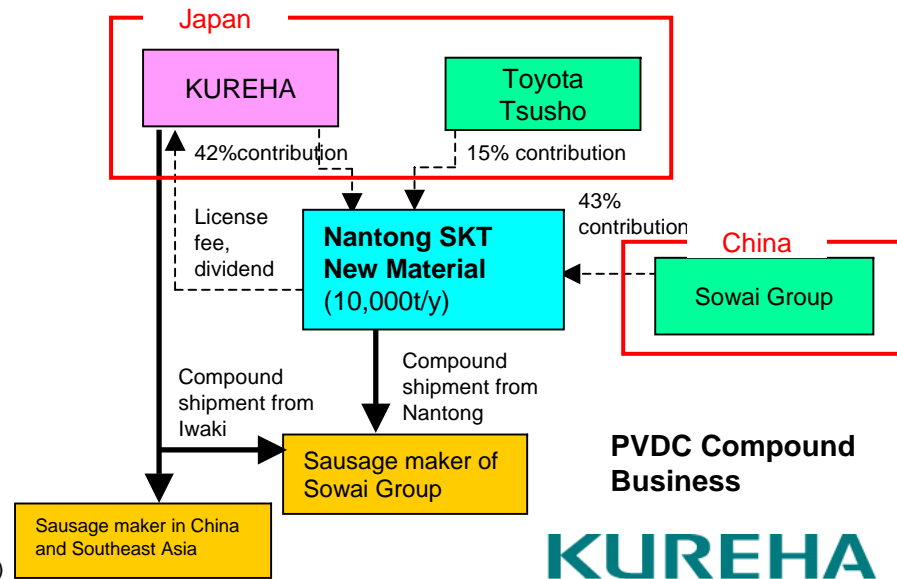 Japan
KUREHA
Toyota
Tsusho
42%contribution
15% contribution
License
fee,
dividend
Nantong SKT
New Material
(10,000t/y)
43%
contribution
China
Sowai Group
Compound
shipment from
Iwaki
Compound
shipment from
Nantong
Sausage maker of
Sowai Group
PVDC Compound
Business
Sausage maker in China
and Southeast Asia
)
KUREHA